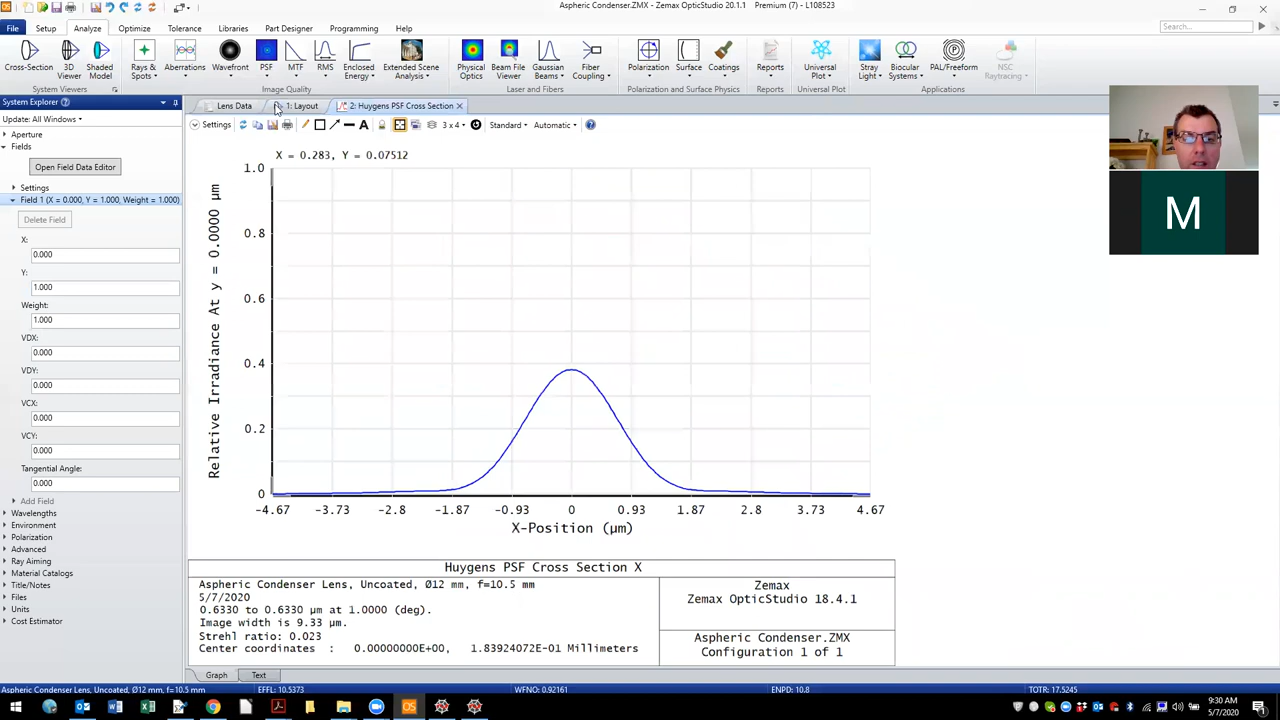 Aspheric Condenser.ZMX - Zemax OpticStudio 20.1.1 - Premium (7) - L108523
File Setup Analyze Tolerance Optimize Libraries Part Designer Programming Help
Search...
Cross-Section 3D Viewer Shaded Model Rays & Spots Aberrations Wavefront PSF MTF RMS Enclosed Energy Extended Scene Analysis Physical Optics Beam File Viewer Gaussian Beams Fiber Coupling Polarization Surface Coatings Reports Universal Plot Stray Light Biocular Systems PAL/Freeform NSC Raytracing
System Viewers Image Quality Laser and Fibers Polarization and Surface Physics Reports Universal Plot Applications
System Explorer
Lens Data 1: Layout 2: Huygens PSF Cross Section
Update: All Windows
Settings 3 x 4 Standard Automatic
Aperture
Fields
Open Field Data Editor
Settings
Field 1 (X = 0.000, Y = 1.000, Weight = 1.000)
Delete Field
X:
0.000
Y:
1.000
Weight:
1.000
VDX:
0.000
VDY:
0.000
VCX:
0.000
VCY:
0.000
Tangential Angle:
0.000
Add Field
Wavelengths
Environment
Polarization
Advanced
Ray Aiming
Material Catalogs
Title/Notes
Files
Units
Cost Estimator
X = 0.283, Y = 0.07512
1.0
0.8
0.6
0.4
0.2
0
Relative Irradiance At y = 0.0000 µm
-4.67 -3.73 -2.8 -1.87 -0.93 0 0.93 1.87 2.8 3.73 4.67
X-Position (µm)
Huygens PSF Cross Section X
Aspheric Condenser Lens, Uncoated, Ø12 mm, f=10.5 mm
5/7/2020
0.6330 to 0.6330 µm at 1.0000 (deg).
Image width is 9.33 µm.
Strehl ratio: 0.023
Center coordinates : 0.00000000E+00, 1.83924072E-01 Millimeters
Zemax
Zemax OpticStudio 18.4.1
Aspheric Condenser.ZMX
Configuration 1 of 1
Graph Text
M
Aspheric Condenser Lens, Uncoated, Ø12 mm, f=10.5 mm EFFL: 10.5373 WFNO: 0.92161 ENPD: 10.8 TOTR: 17.5245
9:30 AM
5/7/2020